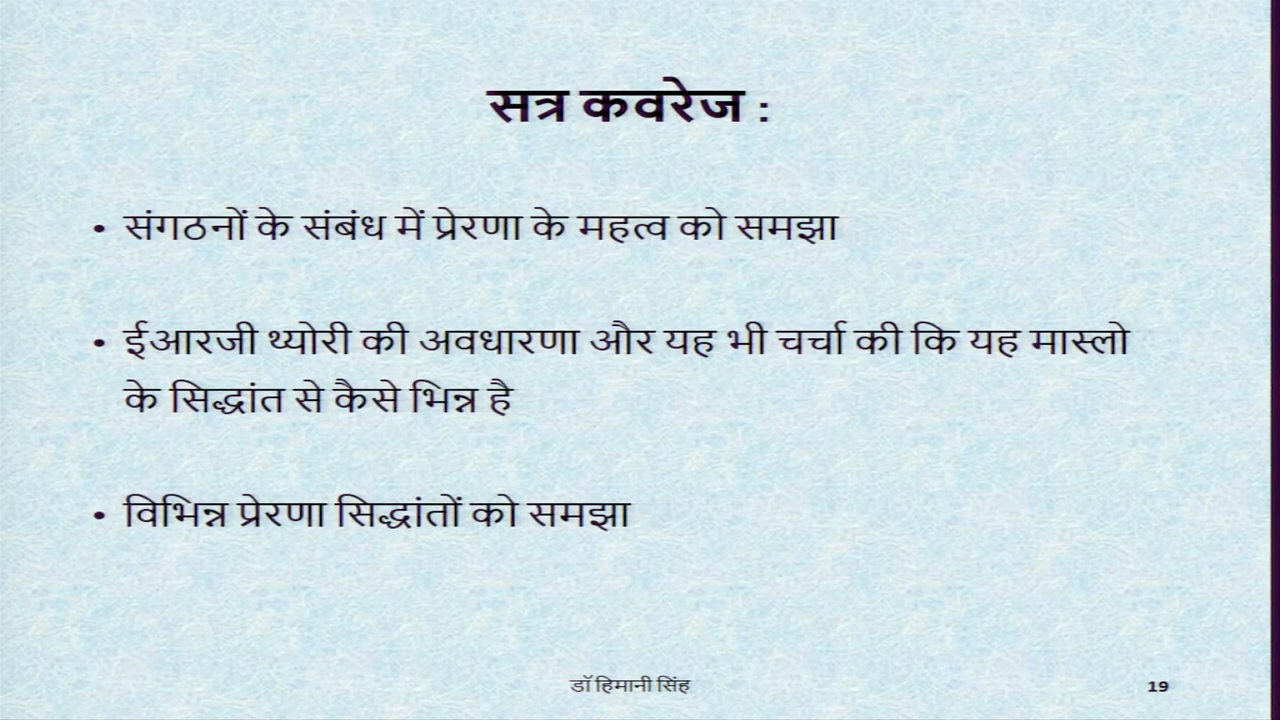 सत्र कवरेज :
• संगठनों के संबंध में प्रेरणा के महत्व को समझा
• ईआरजी थ्योरी की अवधारणा और यह भी चर्चा की कि यह मास्लो
के सिद्धांत से कैसे भिन्न है
• विभिन्न प्रेरणा सिद्धांतों को समझा
डॉ हिमानी सिंह
19